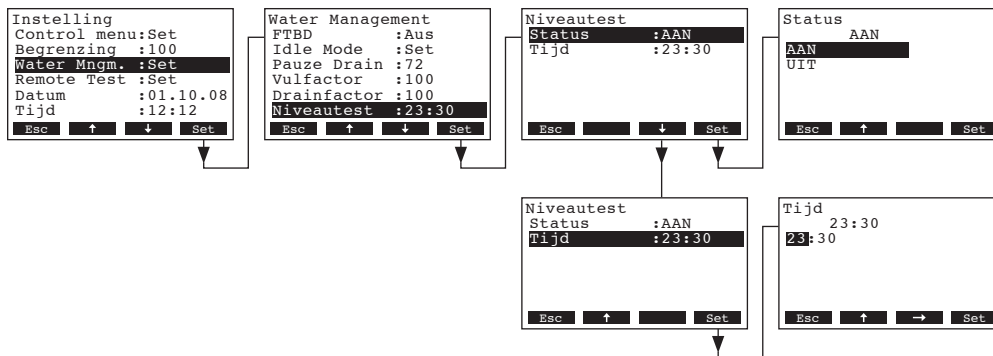 Instelling
Control menu:Set
Begrenzing :100
Water Mngm. :Set
Remote Test :Set
Datum :01.10.08
Tijd :12:12
Esc ↑ ↓ Set
Water Management
FTBD :Aus
Idle Mode :Set
Pauze Drain :72
Vulfactor :100
Drainfactor :100
Niveautest :23:30
Esc ↑ ↓ Set
Niveautest
Status :AAN
Tijd :23:30
Esc ↓ Set
Status
AAN
AAN
UIT
Esc ↑ Set
Niveautest
Status :AAN
Tijd :23:30
Esc ↑ Set
Tijd
23:30
23:30
Esc ↑ → Set